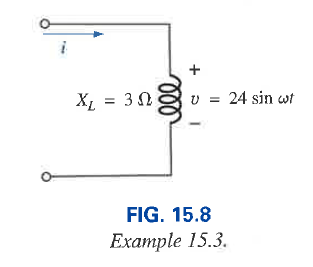 i
+
X_L = 3 Ω
v = 24 sin ωt
−
FIG. 15.8
Example 15.3.